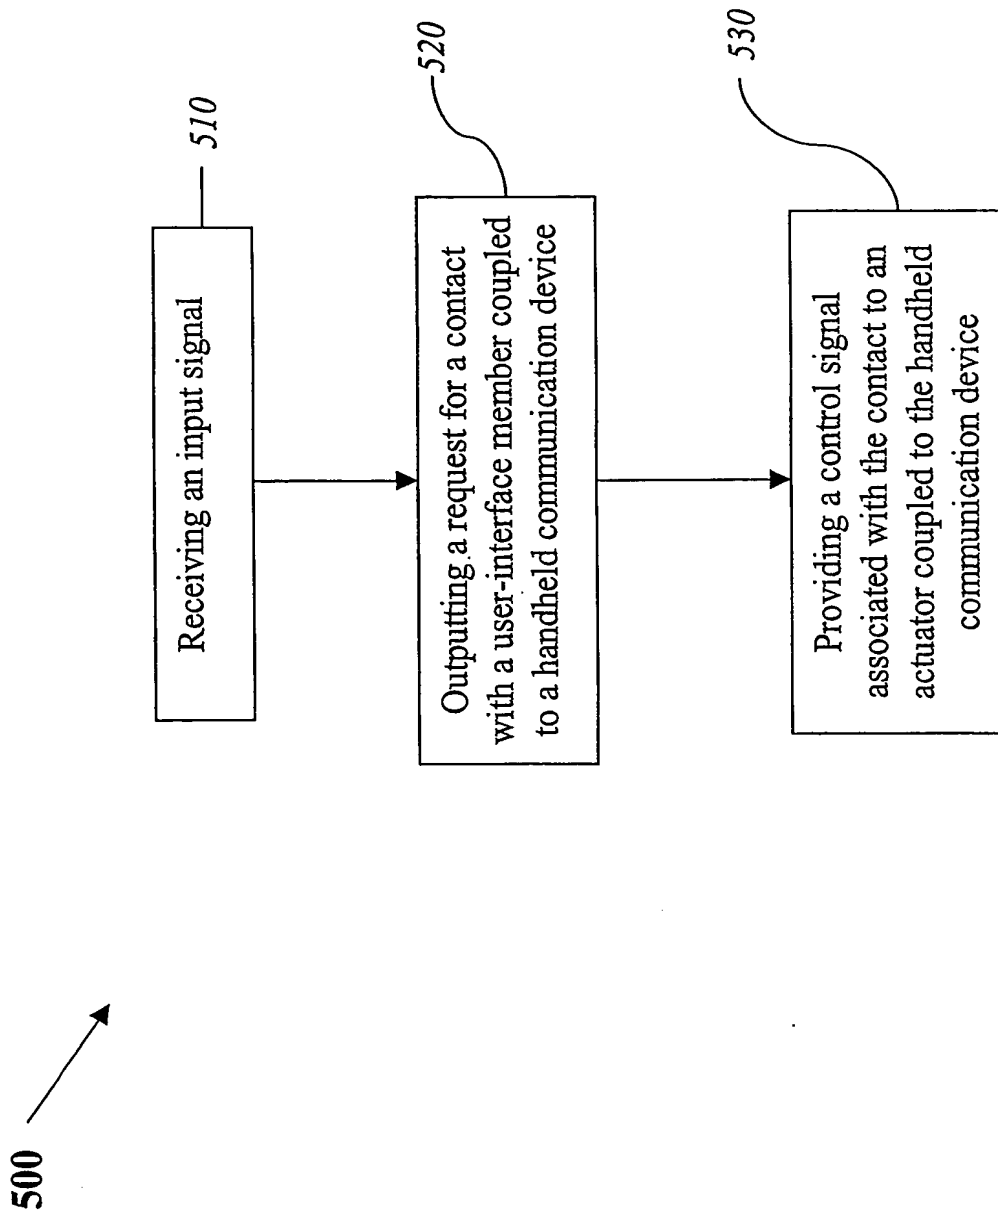 500
Receiving an input signal
510
Outputting a request for a contact
with a user-interface member coupled
to a handheld communication device
520
Providing a control signal
associated with the contact to an
actuator coupled to the handheld
communication device
530